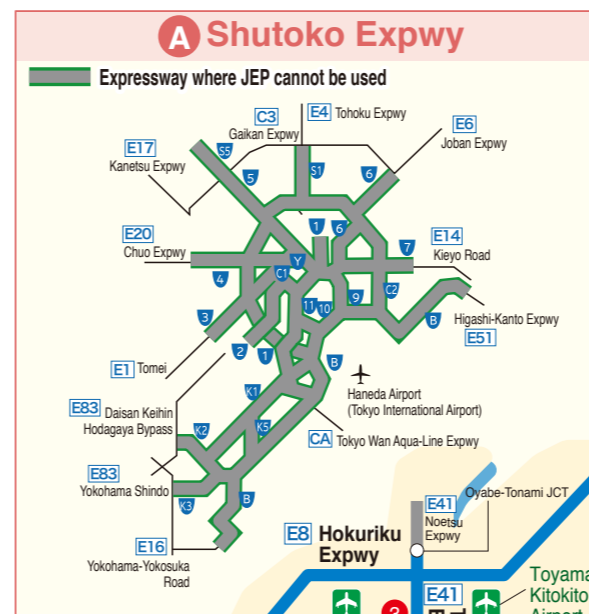 A Shutoko Expwy
Expressway where JEP cannot be used
C3
Gaikan Expwy
E4 Tohoku Expwy
E6
Joban Expwy
E17
Kanetsu Expwy
S5
5
S1
6
1
6
E20
Chuo Expwy
Y
C1
7
E14
Kieyo Road
4
C2
3
11
10
9
B
Higashi-Kanto Expwy
E51
2
1
E1 Tomei
B
Haneda Airport
(Tokyo International Airport)
K1
E83 Daisan Keihin
Hodagaya Bypass
K2
K5
CA Tokyo Wan Aqua-Line Expwy
E83
Yokohama Shindo
K3
B
E16
Yokohama-Yokosuka
Road
Oyabe-Tonami JCT
E41
Noetsu
Expwy
E8 Hokuriku
Expwy
E41
Toyama
Kitokito
Airport